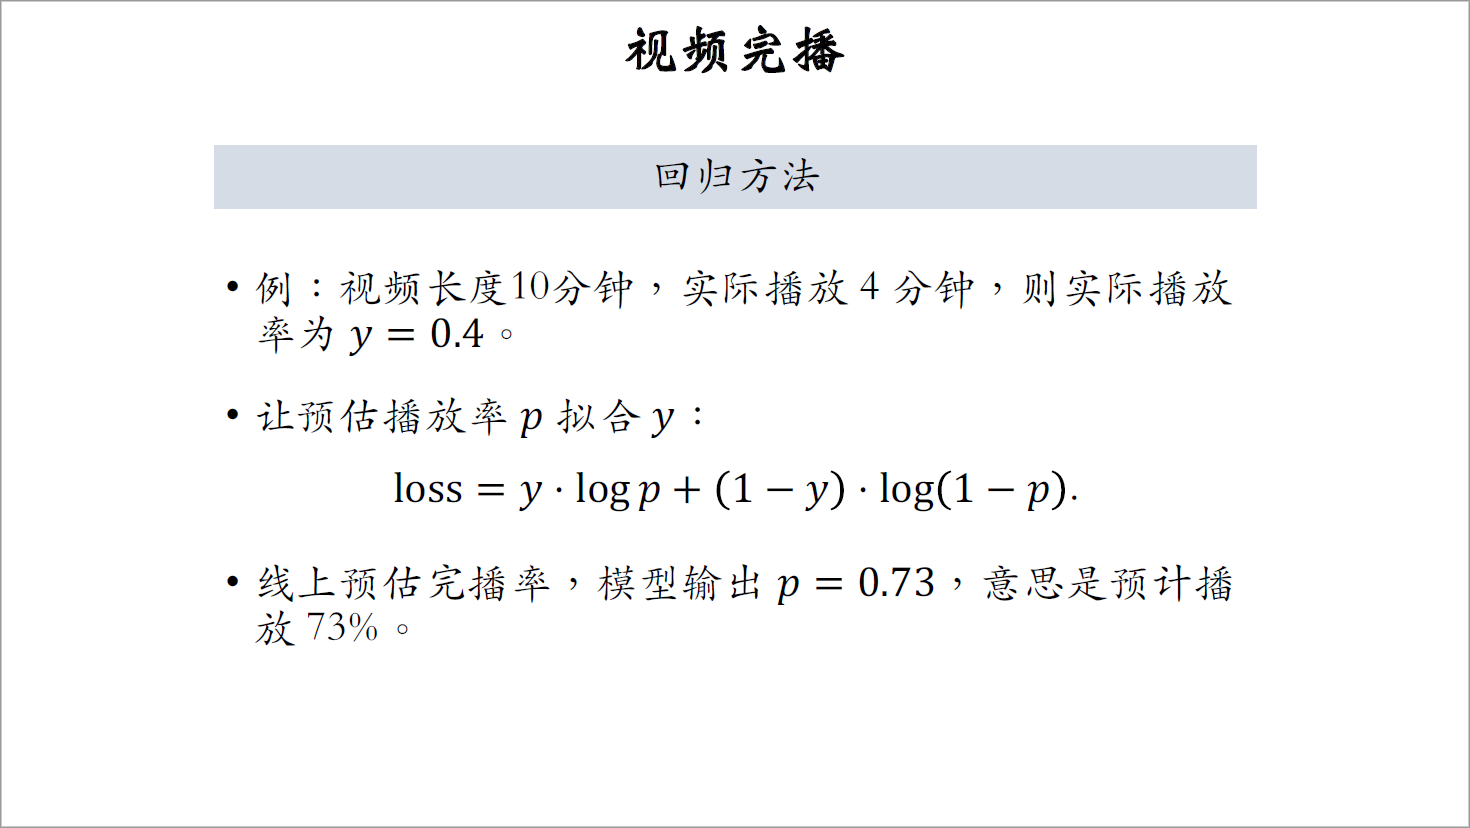 视频完播
回归方法
• 例：视频长度10分钟，实际播放 4 分钟，则实际播放
率为 y = 0.4。
• 让预估播放率 p 拟合 y：
loss = y · log p + (1 − y) · log(1 − p).
• 线上预估完播率，模型输出 p = 0.73，意思是预计播
放 73%。